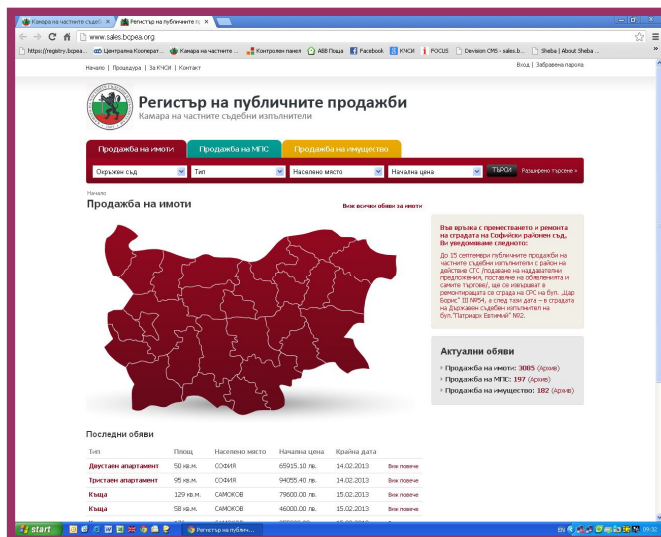 Камара на частните съдеб
Регистър на публичните п
www.sales.bcpea.org
https://registry.bcpea...
Централна Кооперат...
Камара на частните ...
Контролен панел
АБВ Поща
Facebook
КЧСИ
FOCUS
Devision CMS - sales.b...
Sheba | About Sheba ...
Начало | Процедура | За КЧСИ | Контакт
Вход | Забравена парола
Регистър на публичните продажби
Камара на частните съдебни изпълнители
Продажба на имоти
Продажба на МПС
Продажба на имущество
Окръжен съд
Тип
Населено място
Начална цена
ТЪРСИ
Разширено търсене »
Начало
Продажба на имоти
Виж всички обяви за имоти
Във връзка с преместването и ремонта
на сградата на Софийски районен съд,
Ви уведомяваме следното:
До 15 септември публичните продажби на
частните съдебни изпълнители с район на
действие СГС /подаване на наддавателни
предложения, поставяне на обявленията и
самите търгове/, ще се извършват в
ремонтиращата се сграда на СРС на бул. „Цар
Борис" III №54, а след тази дата – в сградата
на Държавен съдебен изпълнител на
бул."Патриарх Евтимий" №2.
Актуални обяви
Продажба на имоти: 3085 (Архив)
Продажба на МПС: 197 (Архив)
Продажба на имущество: 182 (Архив)
Последни обяви
Тип Площ Населено място Начална цена Крайна дата
Двустаен апартамент 50 кв.м. СОФИЯ 65915.10 лв. 14.02.2013 Виж повече
Тристаен апартамент 95 кв.м. СОФИЯ 94055.40 лв. 14.02.2013 Виж повече
Къща 129 кв.м. САМОКОВ 79600.00 лв. 15.02.2013 Виж повече
Къща 58 кв.м. САМОКОВ 46000.00 лв. 15.02.2013 Виж повече
start
Регистър на публич...
EN
09:32